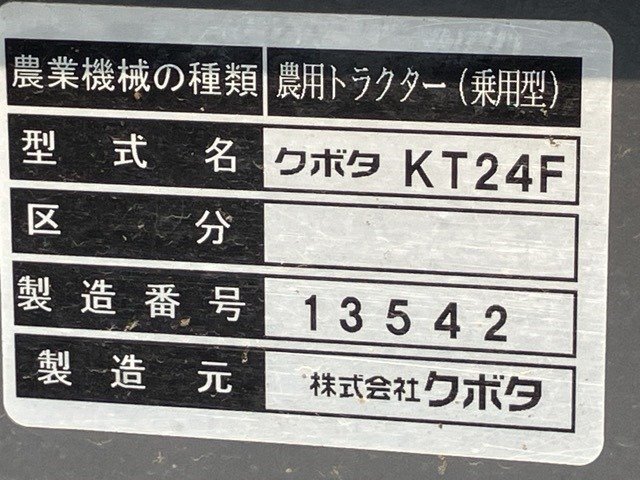 農業機械の種類 農用トラクター(乗用型)
型式名 クボタ KT24F
区分
製造番号 13542
製造元 株式会社クボタ